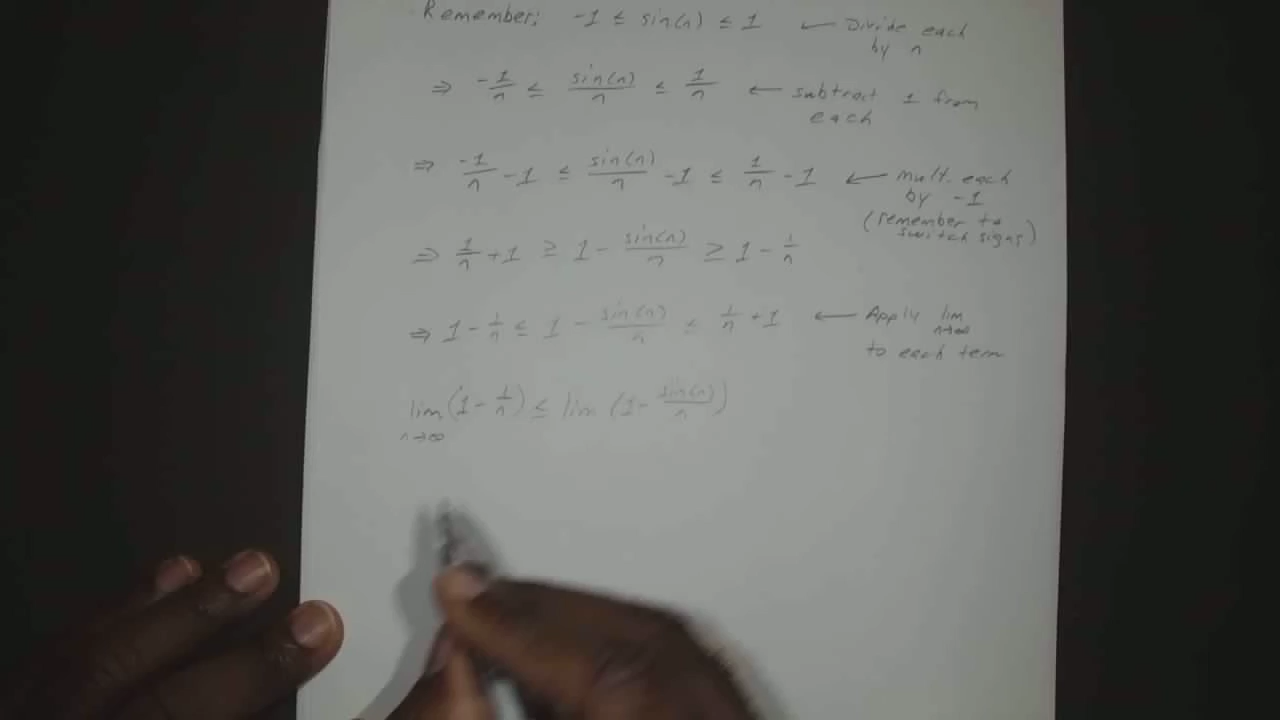 Remember: -1 ≤ sin(n) ≤ 1 ← Divide each by n
⇒ -1/n ≤ sin(n)/n ≤ 1/n ← subtract 1 from each
⇒ -1/n -1 ≤ sin(n)/n -1 ≤ 1/n -1 ← mult. each by -1 (remember to switch signs)
⇒ 1/n +1 ≥ 1 - sin(n)/n ≥ 1 - 1/n
⇒ 1 - 1/n ≤ 1 - sin(n)/n ≤ 1/n +1 ← Apply lim n→∞ to each term
lim n→∞ (1 - 1/n) ≤ lim (1 - sin(n)/n)